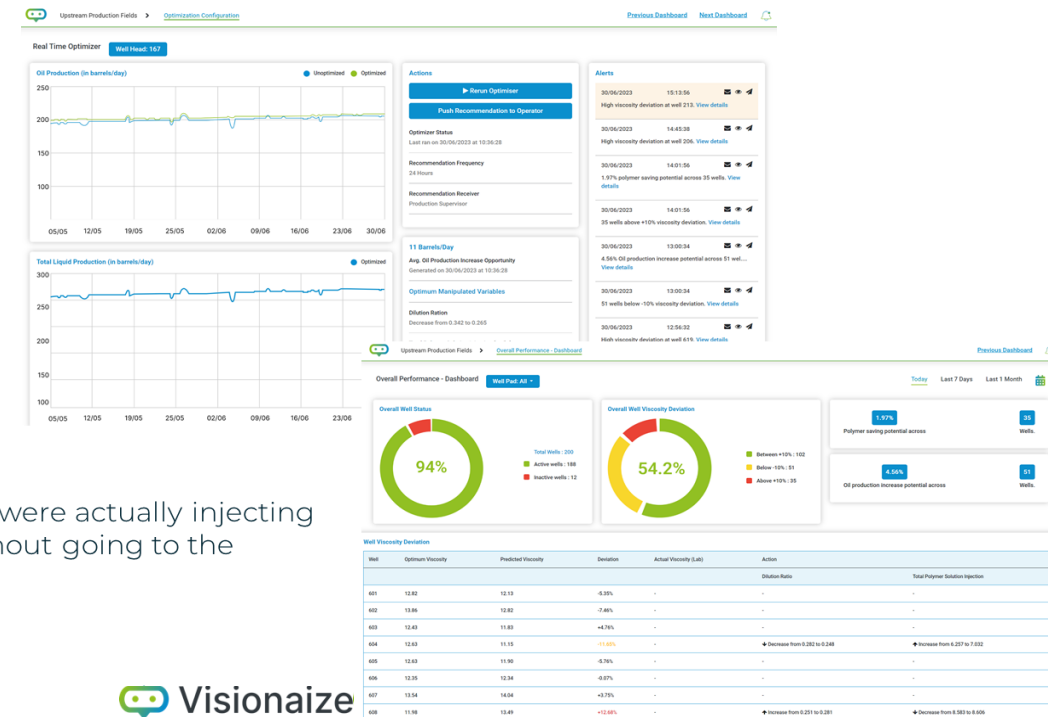 Upstream Production Fields > Optimization Configuration
Previous Dashboard Next Dashboard
Real Time Optimizer Well Head: 167
Oil Production (in barrels/day) Unoptimized Optimized
250
200
150
100
05/05 12/05 19/05 25/05 02/06 09/06 16/06 23/06 30/06
Total Liquid Production (in barrels/day) Optimized
300
250
200
150
100
05/05 12/05 19/05 25/05 02/06 09/06 16/06 23/06
Actions
Rerun Optimiser
Push Recommendation to Operator
Optimizer Status
Last ran on 30/06/2023 at 10:36:28
Recommendation Frequency
24 Hours
Recommendation Receiver
Production Supervisor
11 Barrels/Day
Avg. Oil Production Increase Opportunity
Generated on 30/06/2023 at 10:36:28
Optimum Manipulated Variables
Dilution Ration
Decrease from 0.342 to 0.265
Alerts
30/06/2023 15:13:56
High viscosity deviation at well 213. View details
30/06/2023 14:45:38
High viscosity deviation at well 206. View details
30/06/2023 14:01:56
1.97% polymer saving potential across 35 wells. View
details
30/06/2023 14:01:56
35 wells above +10% viscosity deviation. View details
30/06/2023 13:00:34
4.56% Oil production increase potential across 51 wel....
View details
30/06/2023 13:00:34
51 wells below -10% viscosity deviation. View details
30/06/2023 12:56:32
High viscosity deviation at well 619. View details
Upstream Production Fields > Overall Performance - Dashboard
Previous Dashboard
Overall Performance - Dashboard Well Pad: All
Today Last 7 Days Last 1 Month
Overall Well Status
94%
Total Wells : 200
Active wells : 188
Inactive wells : 12
Overall Well Viscosity Deviation
54.2%
Between +10% : 102
Below -10% : 51
Above +10% : 35
1.97% 35
Polymer saving potential across Wells.
4.56% 51
Oil production increase potential across Wells.
Well Viscosity Deviation
Well Optimum Viscosity Predicted Viscosity Deviation Actual Viscosity (Lab) Action
Dilution Ratio Total Polymer Solution Injection
601 12.82 12.13 -5.35% - - -
602 13.86 12.82 -7.46% - - -
603 12.43 11.83 +4.76% - - -
604 12.63 11.15 -11.68% - Decrease from 0.282 to 0.248 Increase from 6.257 to 7.032
605 12.63 11.90 -5.76% - - -
606 12.35 12.34 -0.07% - - -
607 13.54 14.04 +3.75% - - -
608 11.98 13.49 +12.68% - Increase from 0.251 to 0.281 Decrease from 8.583 to 8.606
were actually injecting
hout going to the
Visionaize